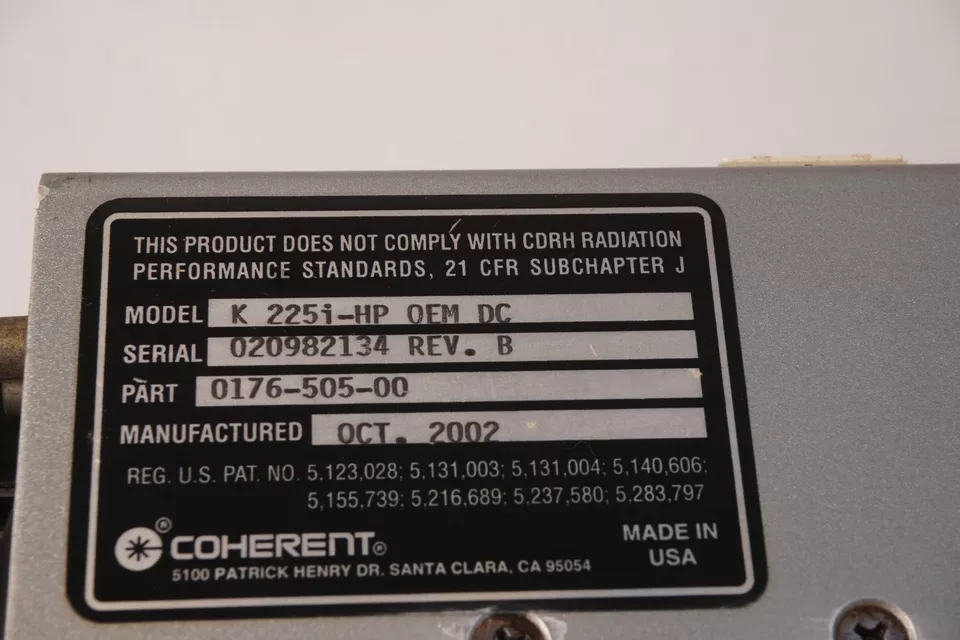 THIS PRODUCT DOES NOT COMPLY WITH CDRH RADIATION
PERFORMANCE STANDARDS, 21 CFR SUBCHAPTER J
MODEL K 225i-HP OEM DC
SERIAL 020982134 REV. B
PART 0176-505-00
MANUFACTURED OCT. 2002
REG. U.S. PAT. NO. 5,123,028; 5,131,003; 5,131,004; 5,140,606;
5,155,739; 5,216,689; 5,237,580; 5,283,797
® COHERENT®
5100 PATRICK HENRY DR. SANTA CLARA, CA 95054
MADE IN
USA